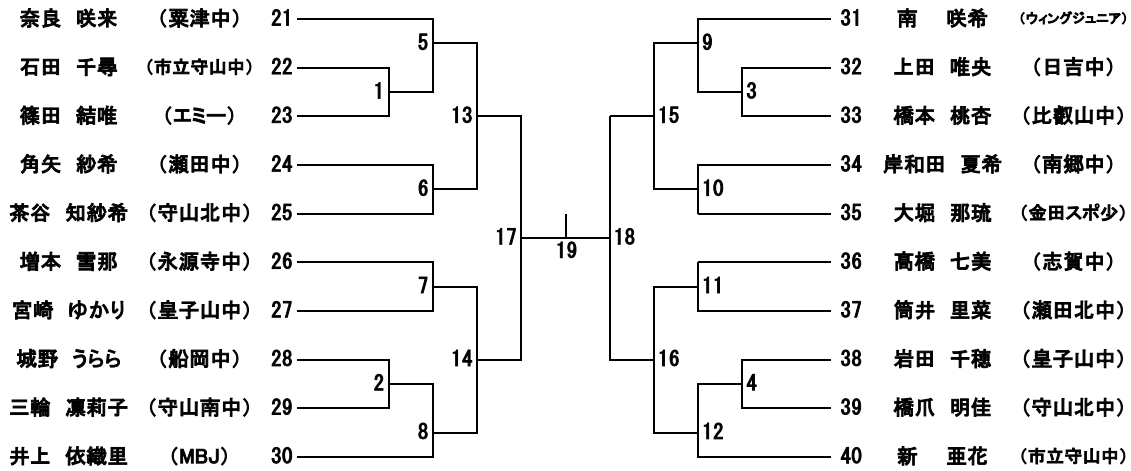 奈良 咲来 (粟津中) 21
石田 千尋 (市立守山中) 22
篠田 結唯 (エミー) 23
角矢 紗希 (瀬田中) 24
茶谷 知紗希 (守山北中) 25
増本 雪那 (永源寺中) 26
宮崎 ゆかり (皇子山中) 27
城野 うらら (船岡中) 28
三輪 凛莉子 (守山南中) 29
井上 依織里 (MBJ) 30
5
1
13
6
17
7
14
2
8
19
9
3
15
10
18
11
16
4
12
31 南 咲希 (ウィングジュニア)
32 上田 唯央 (日吉中)
33 橋本 桃杏 (比叡山中)
34 岸和田 夏希 (南郷中)
35 大堀 那琉 (金田スポ少)
36 髙橋 七美 (志賀中)
37 筒井 里菜 (瀬田北中)
38 岩田 千穂 (皇子山中)
39 橋爪 明佳 (守山北中)
40 新 亜花 (市立守山中)